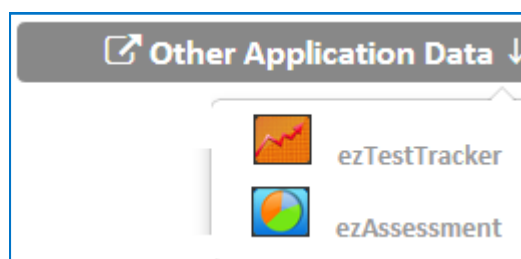 Other Application Data ↓
ezTestTracker
ezAssessment